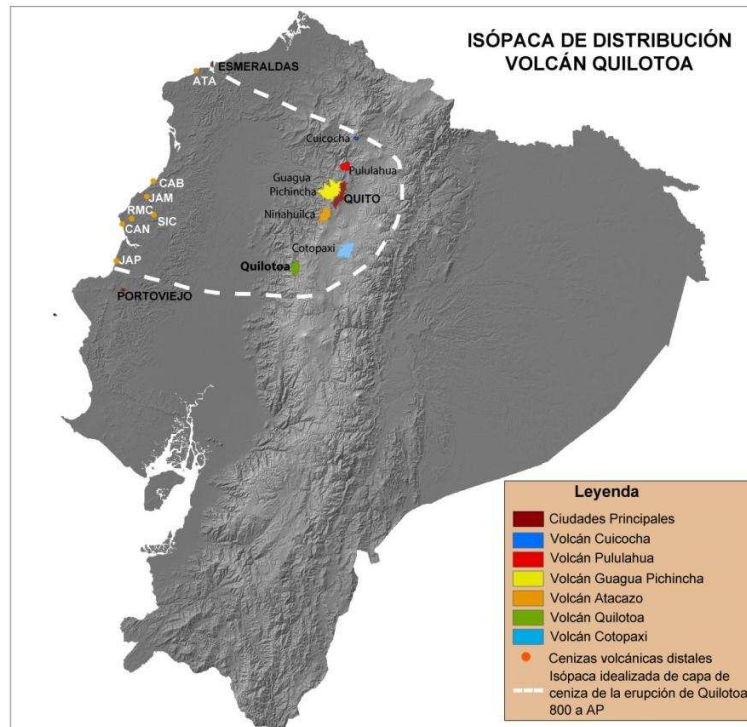 ISÓPACA DE DISTRIBUCIÓN
VOLCÁN QUILOTOA
ESMERALDAS
ATA
Cuicocha
Pululahua
CAB
Guagua
Pichincha
JAM
QUITO
RMC
SIC
Ninahuilca
CAN
Cotopaxi
JAP
Quilotoa
PORTOVIEJO
Leyenda
Ciudades Principales
Volcán Cuicocha
Volcán Pululahua
Volcán Guagua Pichincha
Volcán Atacazo
Volcán Quilotoa
Volcán Cotopaxi
Cenizas volcánicas distales
Isópaca idealizada de capa de
ceniza de la erupción de Quilotoa
800 a AP